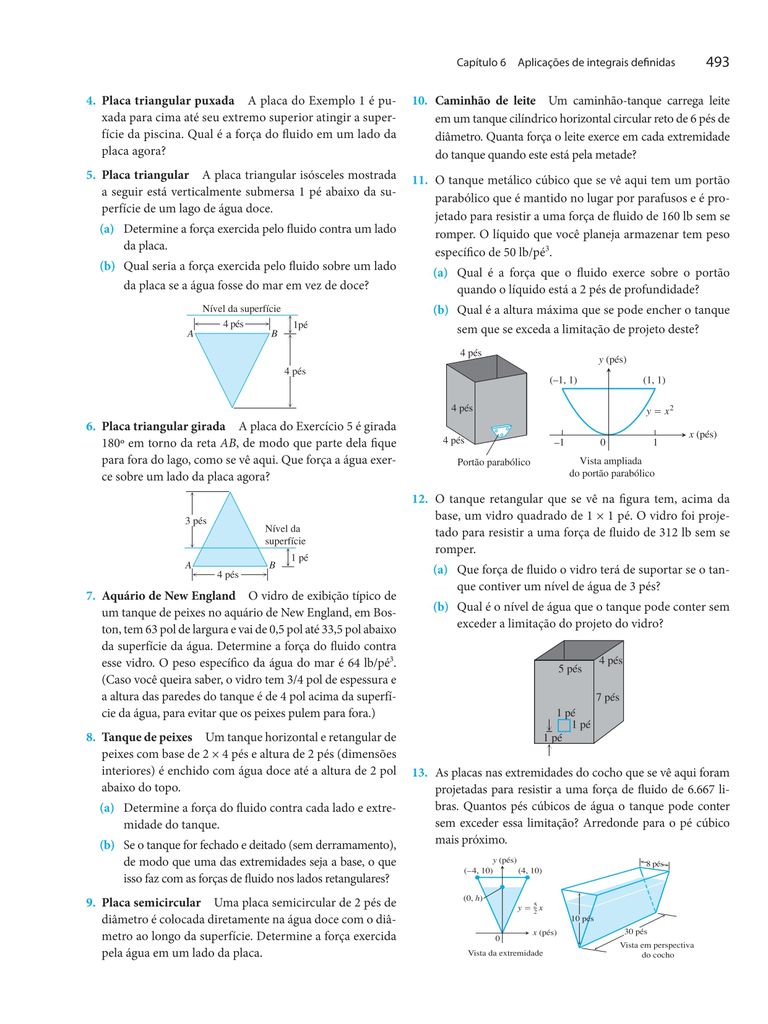 Capítulo 6 Aplicações de integrais definidas 493
4. Placa triangular puxada A placa do Exemplo 1 é pu-
xada para cima até seu extremo superior atingir a super-
fície da piscina. Qual é a força do fluido em um lado da
placa agora?
5. Placa triangular A placa triangular isósceles mostrada
a seguir está verticalmente submersa 1 pé abaixo da su-
perfície de um lago de água doce.
(a) Determine a força exercida pelo fluido contra um lado
da placa.
(b) Qual seria a força exercida pelo fluido sobre um lado
da placa se a água fosse do mar em vez de doce?
Nível da superfície
4 pés
1pé
A
B
4 pés
6. Placa triangular girada A placa do Exercício 5 é girada
180º em torno da reta AB, de modo que parte dela fique
para fora do lago, como se vê aqui. Que força a água exer-
ce sobre um lado da placa agora?
3 pés
Nível da
superfície
1 pé
A
B
4 pés
7. Aquário de New England O vidro de exibição típico de
um tanque de peixes no aquário de New England, em Bos-
ton, tem 63 pol de largura e vai de 0,5 pol até 33,5 pol abaixo
da superfície da água. Determine a força do fluido contra
esse vidro. O peso específico da água do mar é 64 lb/pé³.
(Caso você queira saber, o vidro tem 3/4 pol de espessura e
a altura das paredes do tanque é de 4 pol acima da superfí-
cie da água, para evitar que os peixes pulem para fora.)
8. Tanque de peixes Um tanque horizontal e retangular de
peixes com base de 2 × 4 pés e altura de 2 pés (dimensões
interiores) é enchido com água doce até a altura de 2 pol
abaixo do topo.
(a) Determine a força do fluido contra cada lado e extre-
midade do tanque.
(b) Se o tanque for fechado e deitado (sem derramamento),
de modo que uma das extremidades seja a base, o que
isso faz com as forças de fluido nos lados retangulares?
9. Placa semicircular Uma placa semicircular de 2 pés de
diâmetro é colocada diretamente na água doce com o diâ-
metro ao longo da superfície. Determine a força exercida
pela água em um lado da placa.
10. Caminhão de leite Um caminhão-tanque carrega leite
em um tanque cilíndrico horizontal circular reto de 6 pés de
diâmetro. Quanta força o leite exerce em cada extremidade
do tanque quando este está pela metade?
11. O tanque metálico cúbico que se vê aqui tem um portão
parabólico que é mantido no lugar por parafusos e é pro-
jetado para resistir a uma força de fluido de 160 lb sem se
romper. O líquido que você planeja armazenar tem peso
específico de 50 lb/pé³.
(a) Qual é a força que o fluido exerce sobre o portão
quando o líquido está a 2 pés de profundidade?
(b) Qual é a altura máxima que se pode encher o tanque
sem que se exceda a limitação de projeto deste?
4 pés
4 pés
4 pés
Portão parabólico
y (pés)
(–1, 1)
(1, 1)
y = x²
x (pés)
–1 0 1
Vista ampliada
do portão parabólico
12. O tanque retangular que se vê na figura tem, acima da
base, um vidro quadrado de 1 × 1 pé. O vidro foi proje-
tado para resistir a uma força de fluido de 312 lb sem se
romper.
(a) Que força de fluido o vidro terá de suportar se o tan-
que contiver um nível de água de 3 pés?
(b) Qual é o nível de água que o tanque pode conter sem
exceder a limitação do projeto do vidro?
4 pés
5 pés
7 pés
1 pé
1 pé
1 pé
13. As placas nas extremidades do cocho que se vê aqui foram
projetadas para resistir a uma força de fluido de 6.667 li-
bras. Quantos pés cúbicos de água o tanque pode conter
sem exceder essa limitação? Arredonde para o pé cúbico
mais próximo.
y (pés)
(–4, 10) (4, 10)
(0, h)
y = 5/2 x
x (pés)
0
Vista da extremidade
8 pés
10 pés
30 pés
Vista em perspectiva
do cocho